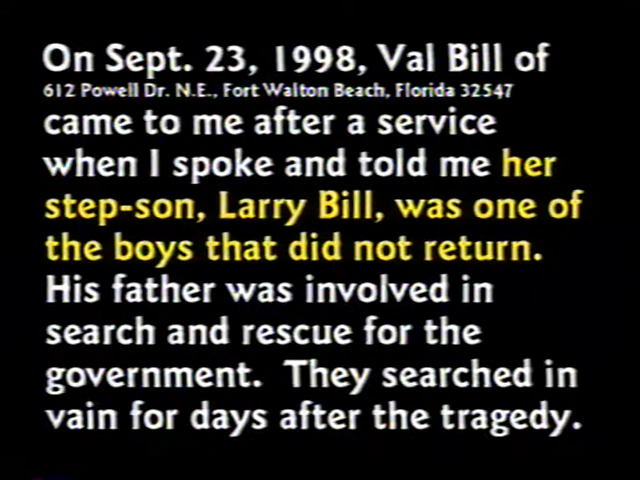 On Sept. 23, 1998, Val Bill of
612 Powell Dr. N.E., Fort Walton Beach, Florida 32547
came to me after a service
when I spoke and told me her
step-son, Larry Bill, was one of
the boys that did not return.
His father was involved in
search and rescue for the
government.  They searched in
vain for days after the tragedy.